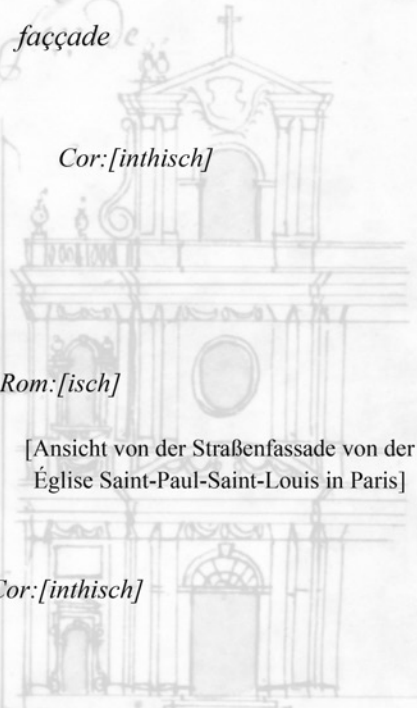 faççade
Cor:[inthisch]
Rom:[isch]
[Ansicht von der Straßenfassade von der
Église Saint-Paul-Saint-Louis in Paris]
Cor:[inthisch]